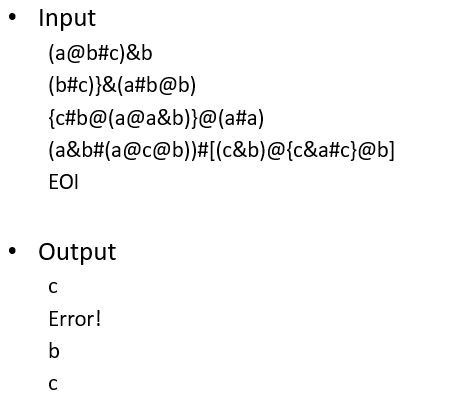 • Input
(a@b#c)&b
(b#c)}&(a#b@b)
{c#b@(a@a&b)}@(a#a)
(a&b#(a@c@b))#[(c&b)@{c&a#c}@b]
EOI
• Output
c
Error!
b
c